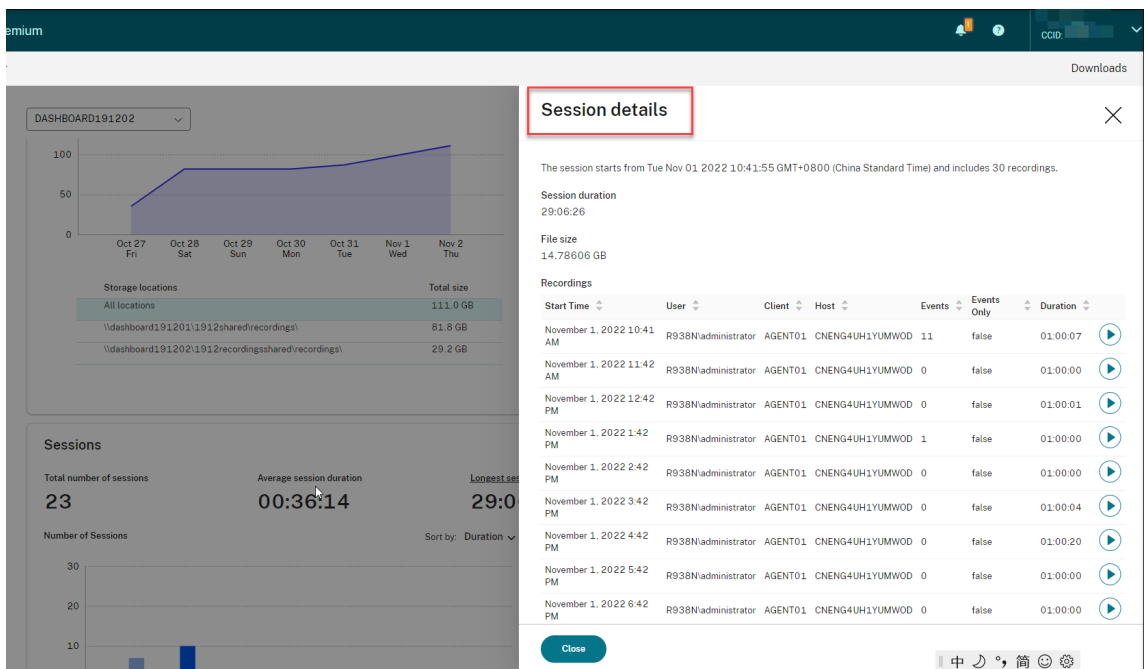 emium
CCID:
Downloads
DASHBOARD191202
100
50
0
Oct 27 Oct 28 Oct 29 Oct 30 Oct 31 Nov 1 Nov 2
Fri Sat Sun Mon Tue Wed Thu
Storage locations Total size
All locations 111.0 GB
\\dashboard191201\1912shared\recordings\ 81.8 GB
\\dashboard191202\1912recordingsshared\recordings\ 29.2 GB
Sessions
Total number of sessions Average session duration Longest ses
23 00:36:14 29:0
Number of Sessions Sort by: Duration
30
20
10
Session details
The session starts from Tue Nov 01 2022 10:41:55 GMT+0800 (China Standard Time) and includes 30 recordings.
Session duration
29:06:26
File size
14.78606 GB
Recordings
Start Time User Client Host Events Events Only Duration
November 1, 2022 10:41 AM R938N\administrator AGENT01 CNENG4UH1YUMWOD 11 false 01:00:07
November 1, 2022 11:42 AM R938N\administrator AGENT01 CNENG4UH1YUMWOD 0 false 01:00:00
November 1, 2022 12:42 PM R938N\administrator AGENT01 CNENG4UH1YUMWOD 0 false 01:00:01
November 1, 2022 1:42 PM R938N\administrator AGENT01 CNENG4UH1YUMWOD 1 false 01:00:00
November 1, 2022 2:42 PM R938N\administrator AGENT01 CNENG4UH1YUMWOD 0 false 01:00:00
November 1, 2022 3:42 PM R938N\administrator AGENT01 CNENG4UH1YUMWOD 0 false 01:00:04
November 1, 2022 4:42 PM R938N\administrator AGENT01 CNENG4UH1YUMWOD 0 false 01:00:20
November 1, 2022 5:42 PM R938N\administrator AGENT01 CNENG4UH1YUMWOD 0 false 01:00:00
November 1, 2022 6:42 PM R938N\administrator AGENT01 CNENG4UH1YUMWOD 0 false 01:00:00
Close
中 简